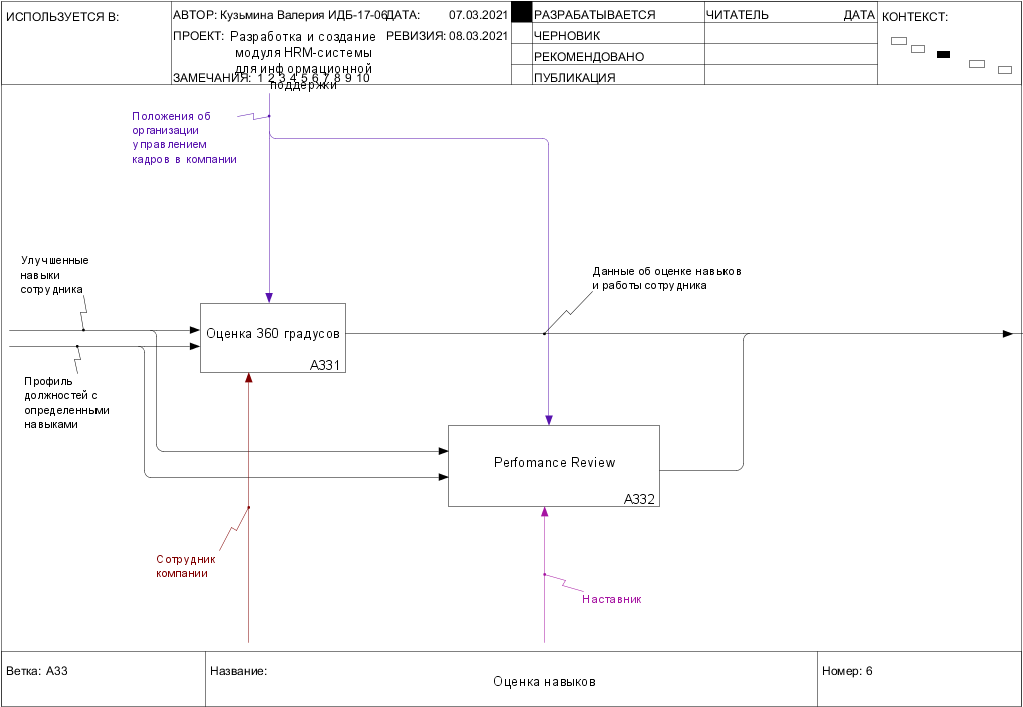 ИСПОЛЬЗУЕТСЯ В:
АВТОР: Кузьмина Валерия ИДБ-17-06
ДАТА: 07.03.2021
ПРОЕКТ: Разработка и создание
модуля HRM-системы
для информационной
поддержки
РЕВИЗИЯ: 08.03.2021
ЗАМЕЧАНИЯ: 1 2 3 4 5 6 7 8 9 10
РАЗРАБАТЫВАЕТСЯ
ЧЕРНОВИК
РЕКОМЕНДОВАНО
ПУБЛИКАЦИЯ
ЧИТАТЕЛЬ ДАТА
КОНТЕКСТ:
Положения об
организации
управлением
кадров в компании
Улучшенные
навыки
сотрудника
Данные об оценке навыков
и работы сотрудника
Оценка 360 градусов
A331
Профиль
должностей с
определенными
навыками
Perfomance Review
A332
Сотрудник
компании
Наставник
Ветка: A33
Название:
Оценка навыков
Номер: 6